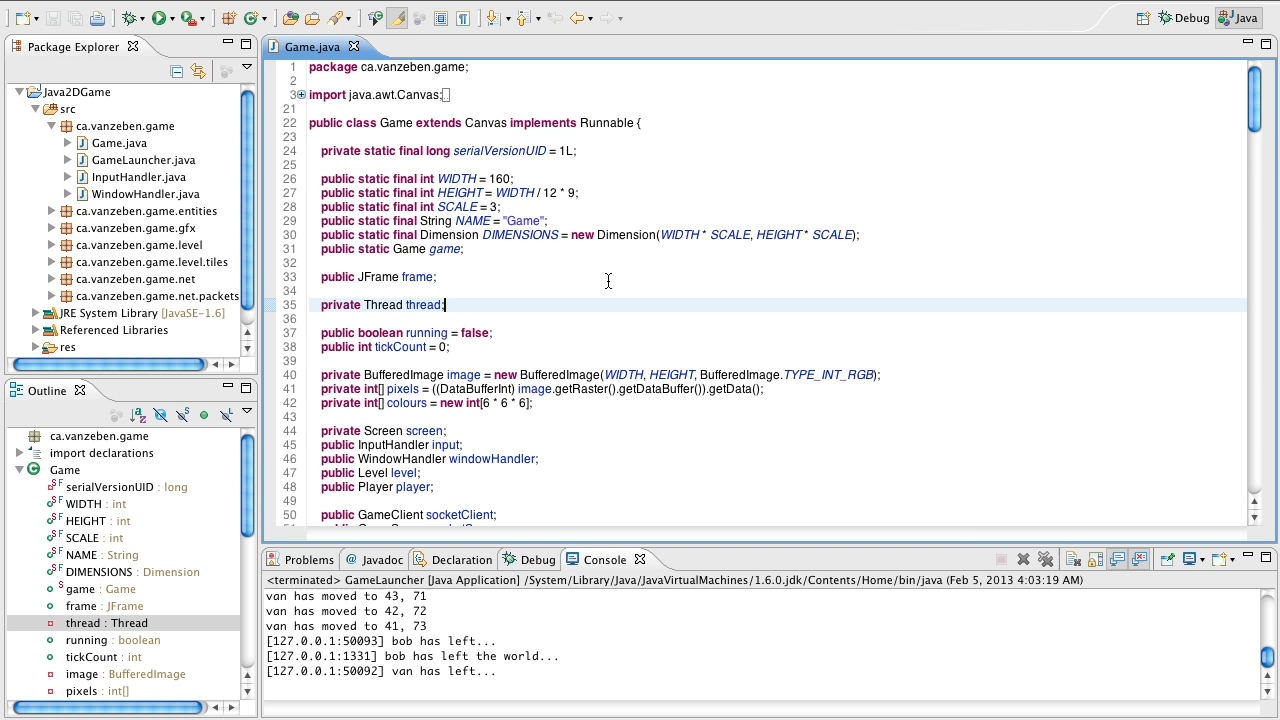 Debug
Java
Package Explorer
Java2DGame
src
ca.vanzeben.game
Game.java
GameLauncher.java
InputHandler.java
WindowHandler.java
ca.vanzeben.game.entities
ca.vanzeben.game.gfx
ca.vanzeben.game.level
ca.vanzeben.game.level.tiles
ca.vanzeben.game.net
ca.vanzeben.game.net.packets
JRE System Library [JavaSE-1.6]
Referenced Libraries
res
Outline
ca.vanzeben.game
import declarations
Game
serialVersionUID : long
WIDTH : int
HEIGHT : int
SCALE : int
NAME : String
DIMENSIONS : Dimension
game : Game
frame : JFrame
thread : Thread
running : boolean
tickCount : int
image : BufferedImage
pixels : int[]
Game.java
1 package ca.vanzeben.game;
2
3 import java.awt.Canvas;
21
22 public class Game extends Canvas implements Runnable {
23
24 private static final long serialVersionUID = 1L;
25
26 public static final int WIDTH = 160;
27 public static final int HEIGHT = WIDTH / 12 * 9;
28 public static final int SCALE = 3;
29 public static final String NAME = "Game";
30 public static final Dimension DIMENSIONS = new Dimension(WIDTH * SCALE, HEIGHT * SCALE);
31 public static Game game;
32
33 public JFrame frame;
34
35 private Thread thread;
36
37 public boolean running = false;
38 public int tickCount = 0;
39
40 private BufferedImage image = new BufferedImage(WIDTH, HEIGHT, BufferedImage.TYPE_INT_RGB);
41 private int[] pixels = ((DataBufferInt) image.getRaster().getDataBuffer()).getData();
42 private int[] colours = new int[6 * 6 * 6];
43
44 private Screen screen;
45 public InputHandler input;
46 public WindowHandler windowHandler;
47 public Level level;
48 public Player player;
49
50 public GameClient socketClient;
Problems
Javadoc
Declaration
Debug
Console
<terminated> GameLauncher [Java Application] /System/Library/Java/JavaVirtualMachines/1.6.0.jdk/Contents/Home/bin/java (Feb 5, 2013 4:03:19 AM)
van has moved to 43, 71
van has moved to 42, 72
van has moved to 41, 73
[127.0.0.1:50093] bob has left...
[127.0.0.1:1331] bob has left the world...
[127.0.0.1:50092] van has left...